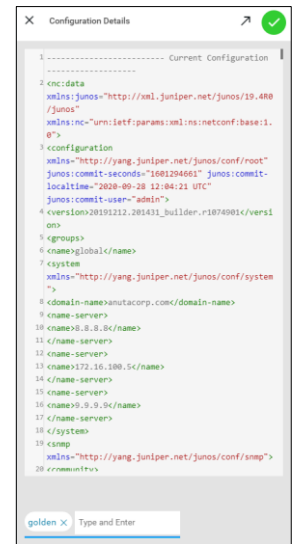 Configuration Details
1 ------------------------- Current Configuration
-------------------
2 <nc:data
xmlns:junos="http://xml.juniper.net/junos/19.4R0
/junos"
xmlns:nc="urn:ietf:params:xml:ns:netconf:base:1.
0">
3 <configuration
xmlns="http://yang.juniper.net/junos/conf/root"
junos:commit-seconds="1601294661" junos:commit-
localtime="2020-09-28 12:04:21 UTC"
junos:commit-user="admin">
4 <version>20191212.201431_builder.r1074901</versi
on>
5 <groups>
6 <name>global</name>
7 <system
xmlns="http://yang.juniper.net/junos/conf/system
">
8 <domain-name>anutacorp.com</domain-name>
9 <name-server>
10 <name>8.8.8.8</name>
11 </name-server>
12 <name-server>
13 <name>172.16.100.5</name>
14 </name-server>
15 <name-server>
16 <name>9.9.9.9</name>
17 </name-server>
18 </system>
19 <snmp
xmlns="http://yang.juniper.net/junos/conf/snmp">
20 <community>
golden × Type and Enter